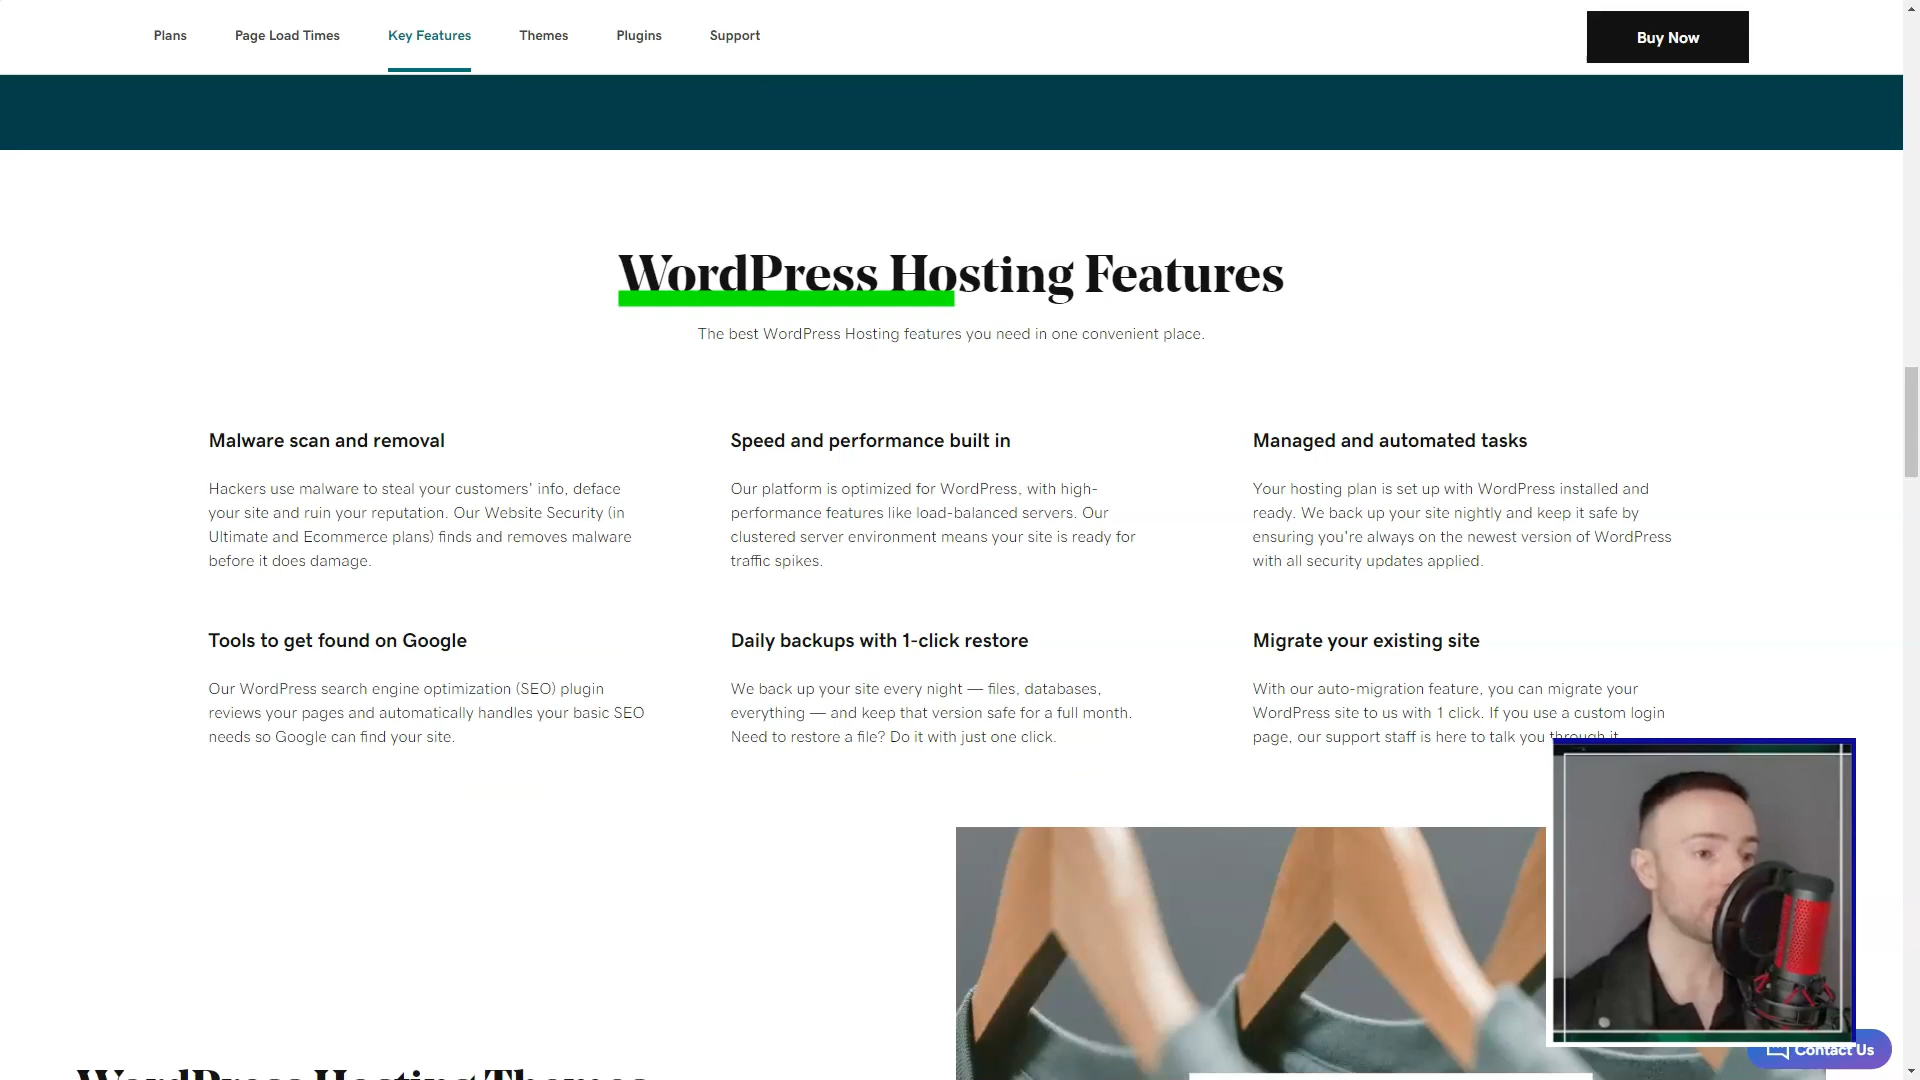 Plans
Page Load Times
Key Features
Themes
Plugins
Support
Buy Now
WordPress Hosting Features
The best WordPress Hosting features you need in one convenient place.
Malware scan and removal
Hackers use malware to steal your customers' info, deface
your site and ruin your reputation. Our Website Security (in
Ultimate and Ecommerce plans) finds and removes malware
before it does damage.
Speed and performance built in
Our platform is optimized for WordPress, with high-
performance features like load-balanced servers. Our
clustered server environment means your site is ready for
traffic spikes.
Managed and automated tasks
Your hosting plan is set up with WordPress installed and
ready. We back up your site nightly and keep it safe by
ensuring you're always on the newest version of WordPress
with all security updates applied.
Tools to get found on Google
Our WordPress search engine optimization (SEO) plugin
reviews your pages and automatically handles your basic SEO
needs so Google can find your site.
Daily backups with 1-click restore
We back up your site every night — files, databases,
everything — and keep that version safe for a full month.
Need to restore a file? Do it with just one click.
Migrate your existing site
With our auto-migration feature, you can migrate your
WordPress site to us with 1 click. If you use a custom login
page, our support staff is here to talk you through it.
WordPress Hosting Themes
Contact Us